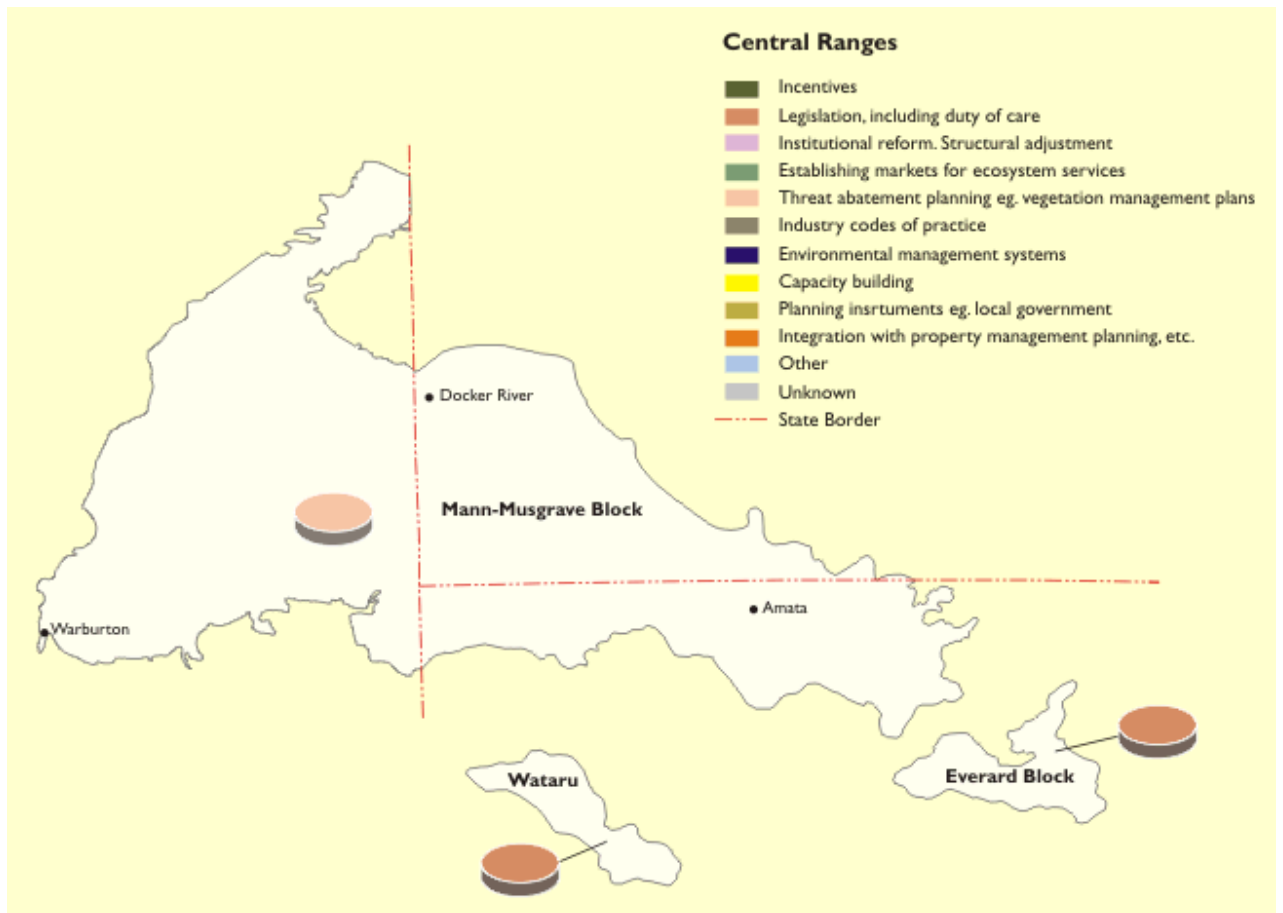 Central Ranges
Incentives
Legislation, including duty of care
Institutional reform. Structural adjustment
Establishing markets for ecosystem services
Threat abatement planning eg. vegetation management plans
Industry codes of practice
Environmental management systems
Capacity building
Planning insrtuments eg. local government
Integration with property management planning, etc.
Other
Unknown
State Border
Docker River
Mann-Musgrave Block
Amata
Warburton
Wataru
Everard Block